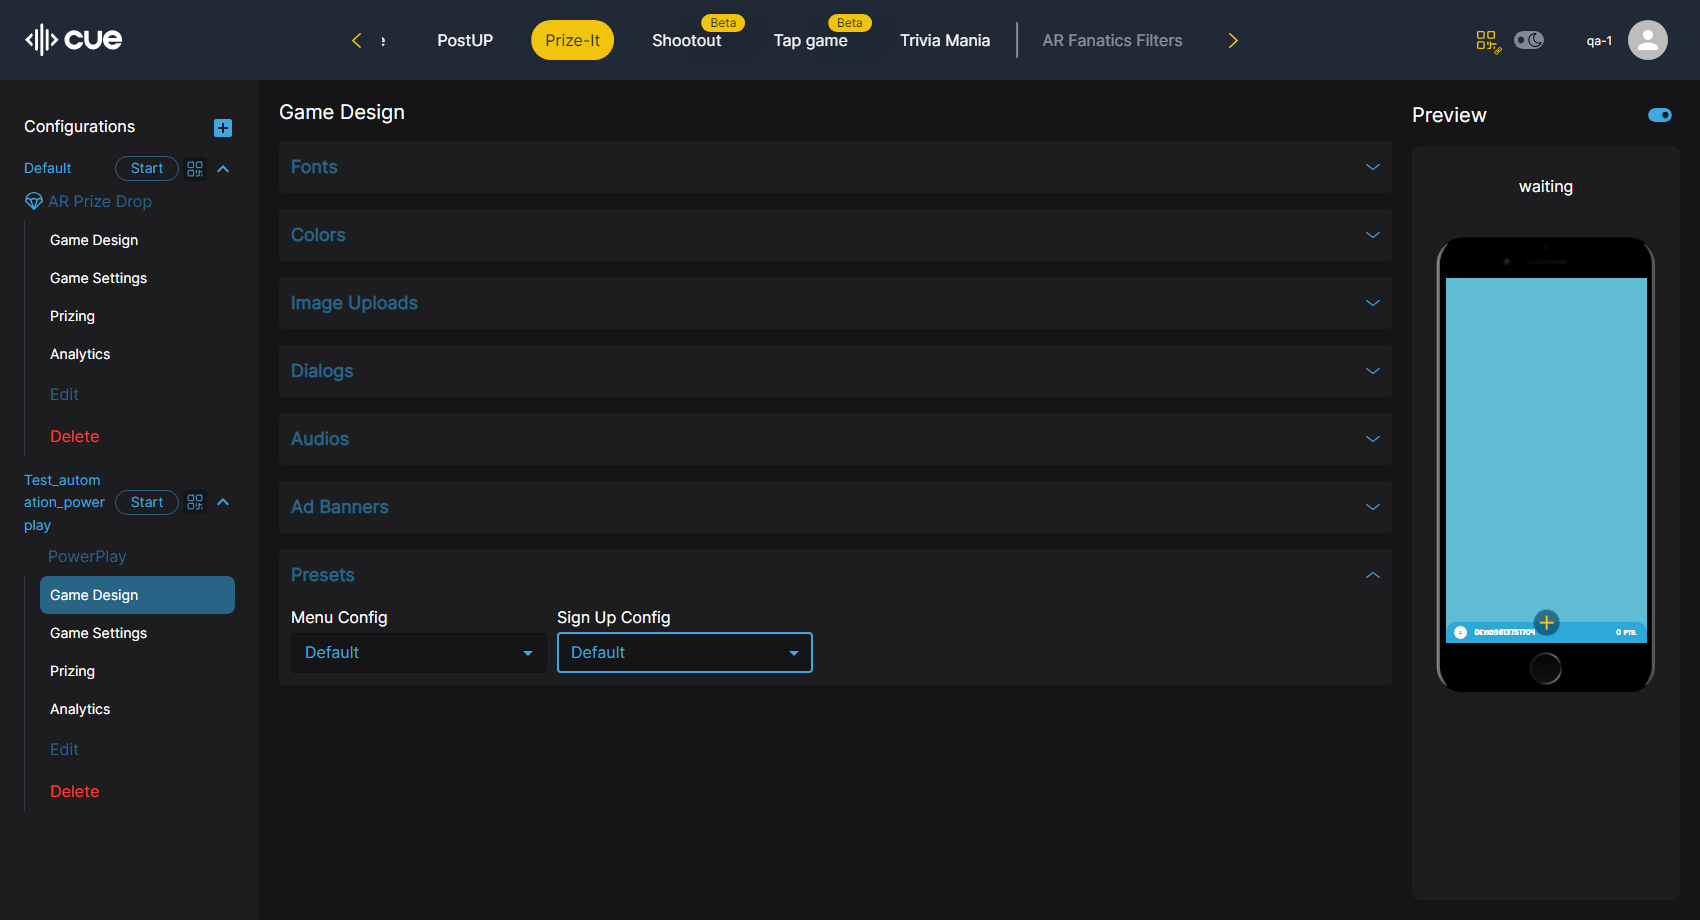 cue
PostUP
Prize-It
Shootout
Beta
Tap game
Beta
Trivia Mania
AR Fanatics Filters
qa-1
Configurations
Default
Start
AR Prize Drop
Game Design
Game Settings
Prizing
Analytics
Edit
Delete
Test_autom
ation_power
play
Start
PowerPlay
Game Design
Game Settings
Prizing
Analytics
Edit
Delete
Game Design
Fonts
Colors
Image Uploads
Dialogs
Audios
Ad Banners
Presets
Menu Config
Default
Sign Up Config
Default
Preview
waiting
0 PTS.